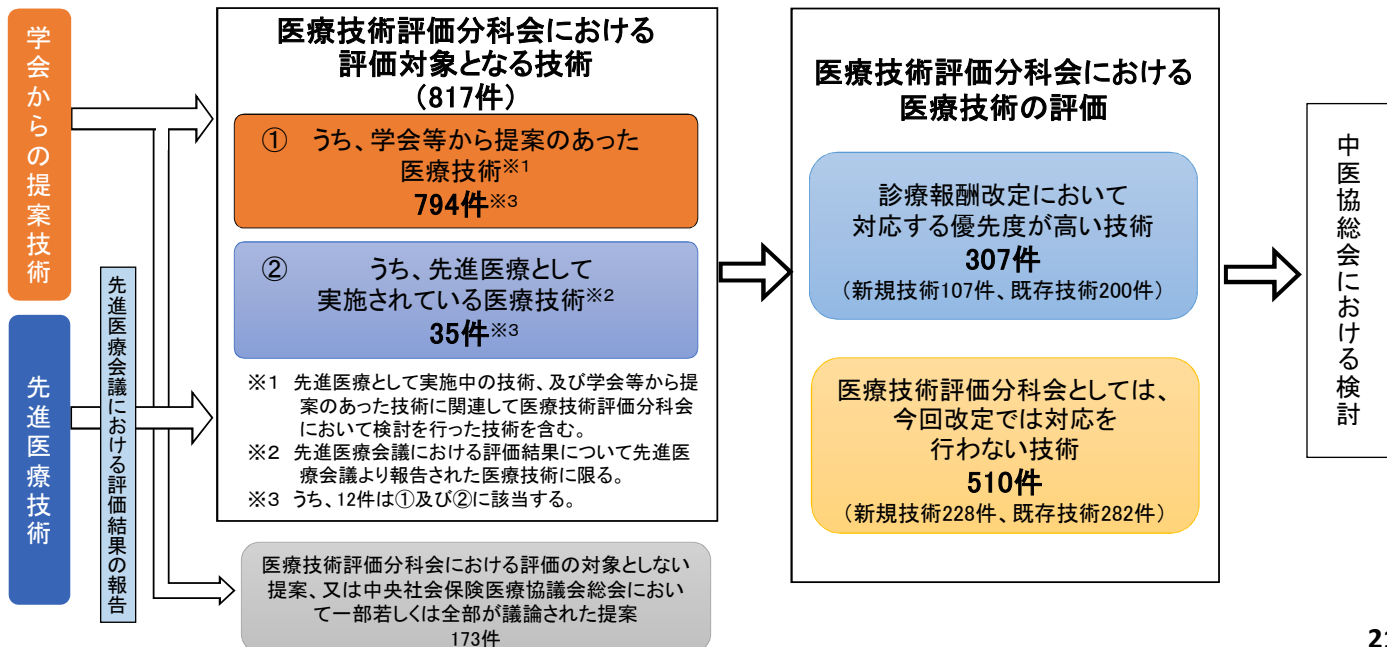 学会からの提案技術
先進医療技術
先進医療会議における評価結果の報告
医療技術評価分科会における
評価対象となる技術
（817件）
① うち、学会等から提案のあった
医療技術※1
794件※3
② うち、先進医療として
実施されている医療技術※2
35件※3
※1 先進医療として実施中の技術、及び学会等から提
案のあった技術に関連して医療技術評価分科会
において検討を行った技術を含む。
※2 先進医療会議における評価結果について先進医
療会議より報告された医療技術に限る。
※3 うち、12件は①及び②に該当する。
医療技術評価分科会における評価の対象としない
提案、又は中央社会保険医療協議会総会におい
て一部若しくは全部が議論された提案
173件
医療技術評価分科会における
医療技術の評価
診療報酬改定において
対応する優先度が高い技術
307件
（新規技術107件、既存技術200件）
医療技術評価分科会としては、
今回改定では対応を
行わない技術
510件
（新規技術228件、既存技術282件）
中医協総会における検討